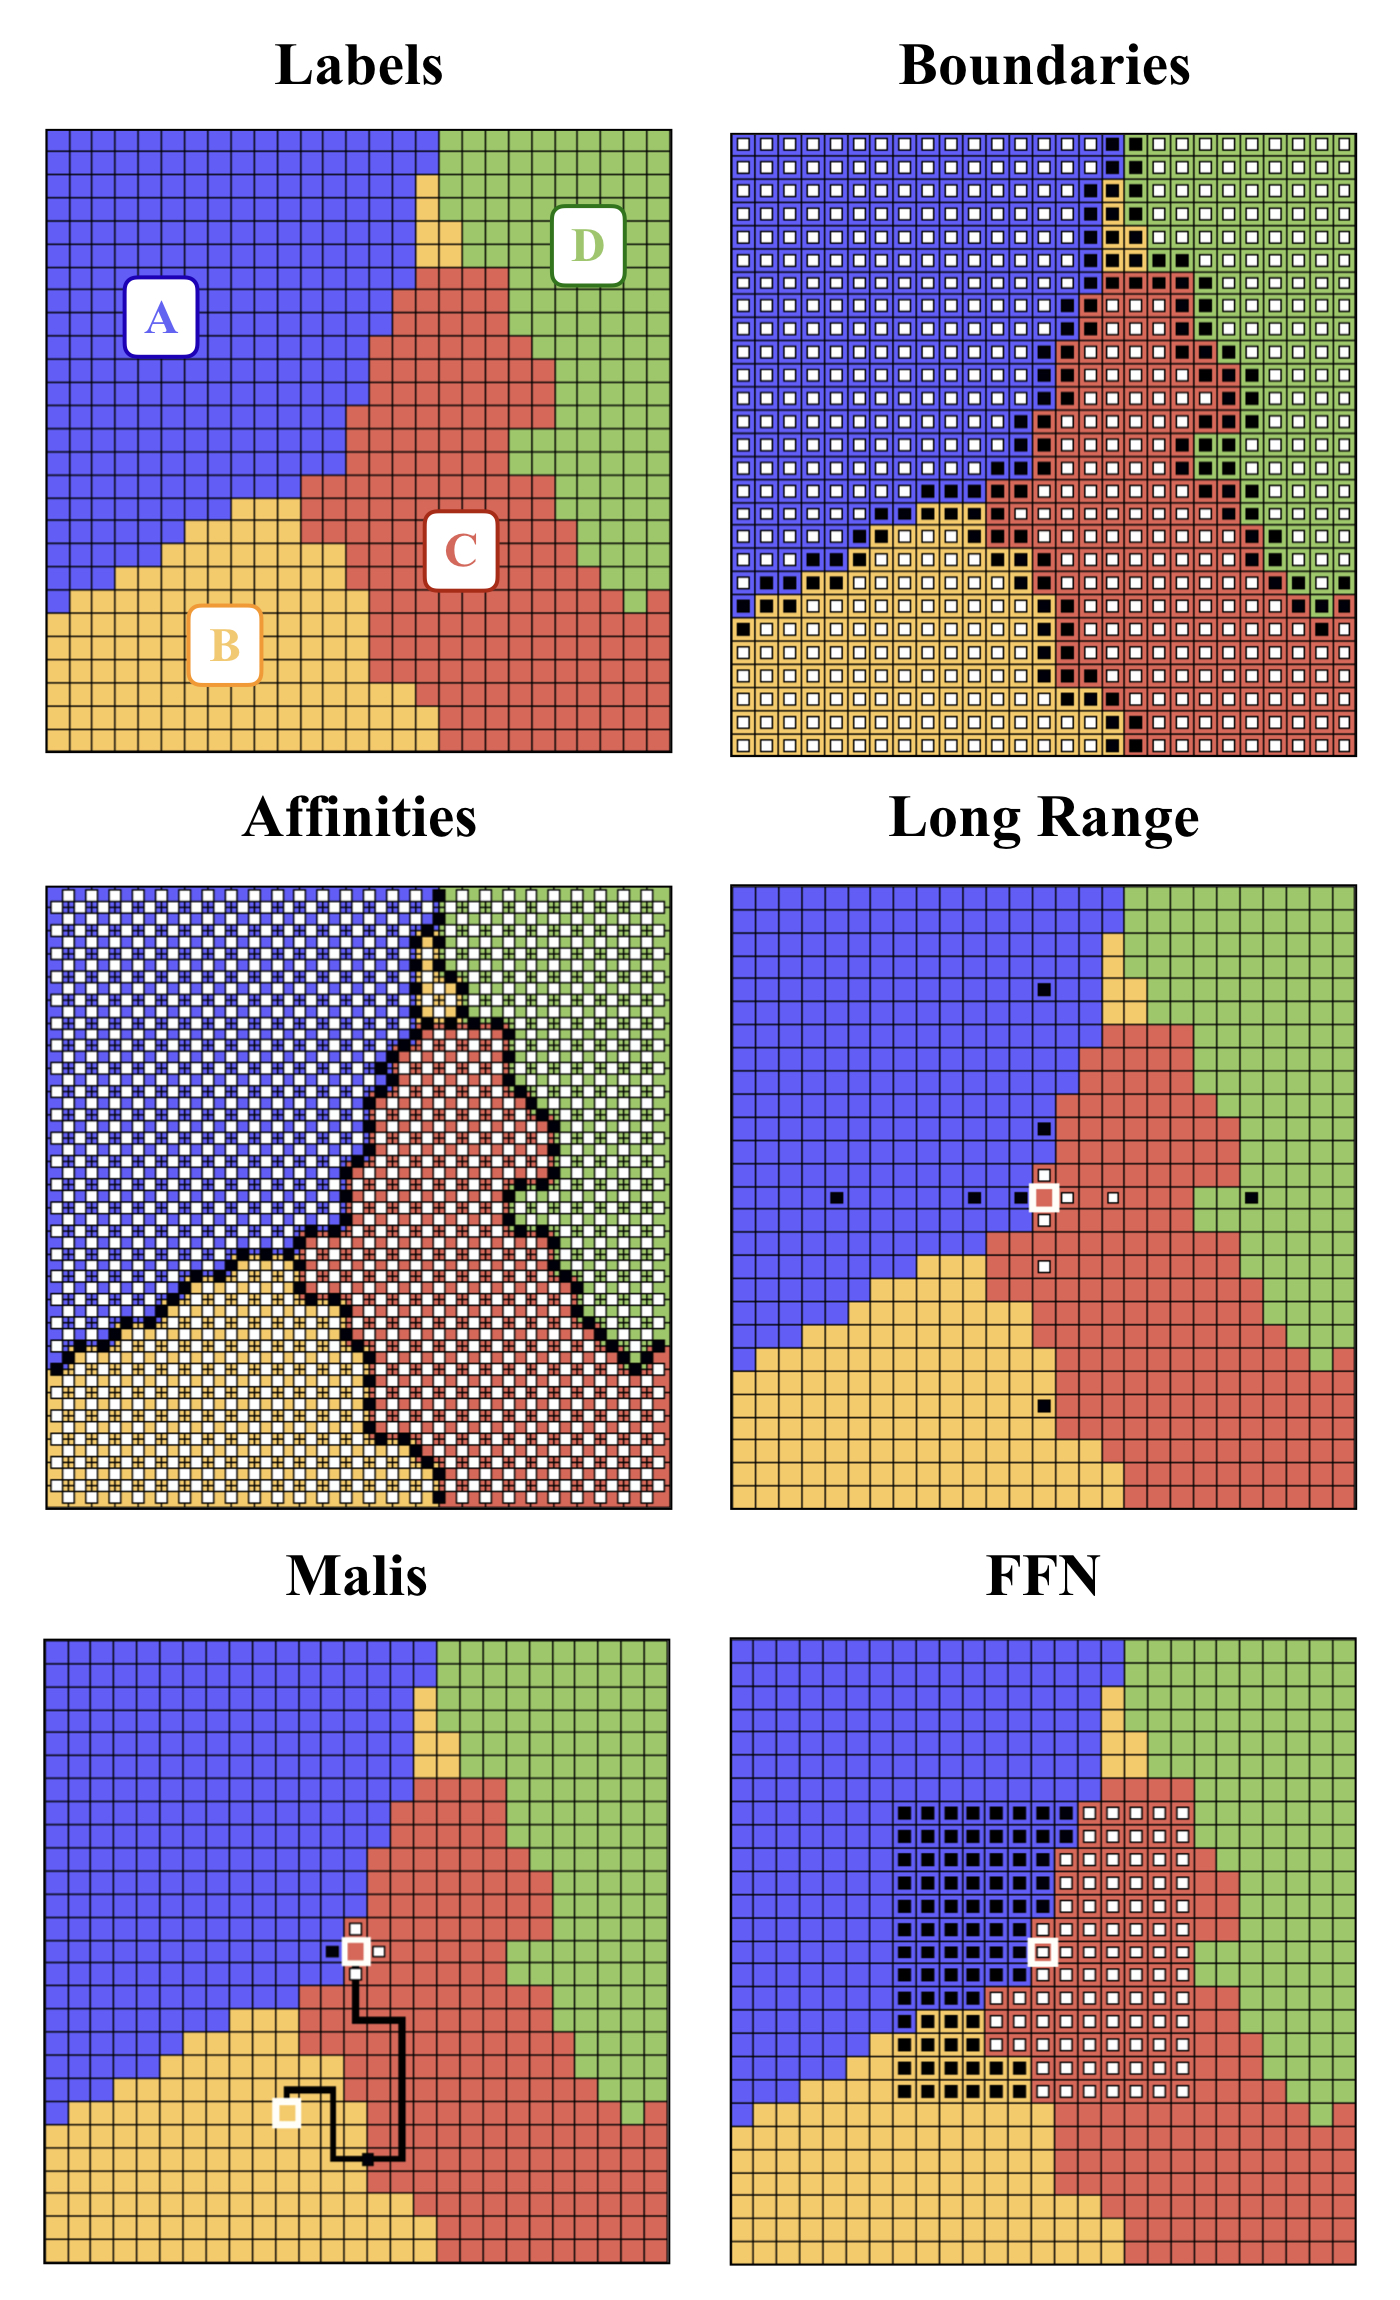 Labels
Boundaries
A
D
C
B
Affinities
Long Range
Malis
FFN